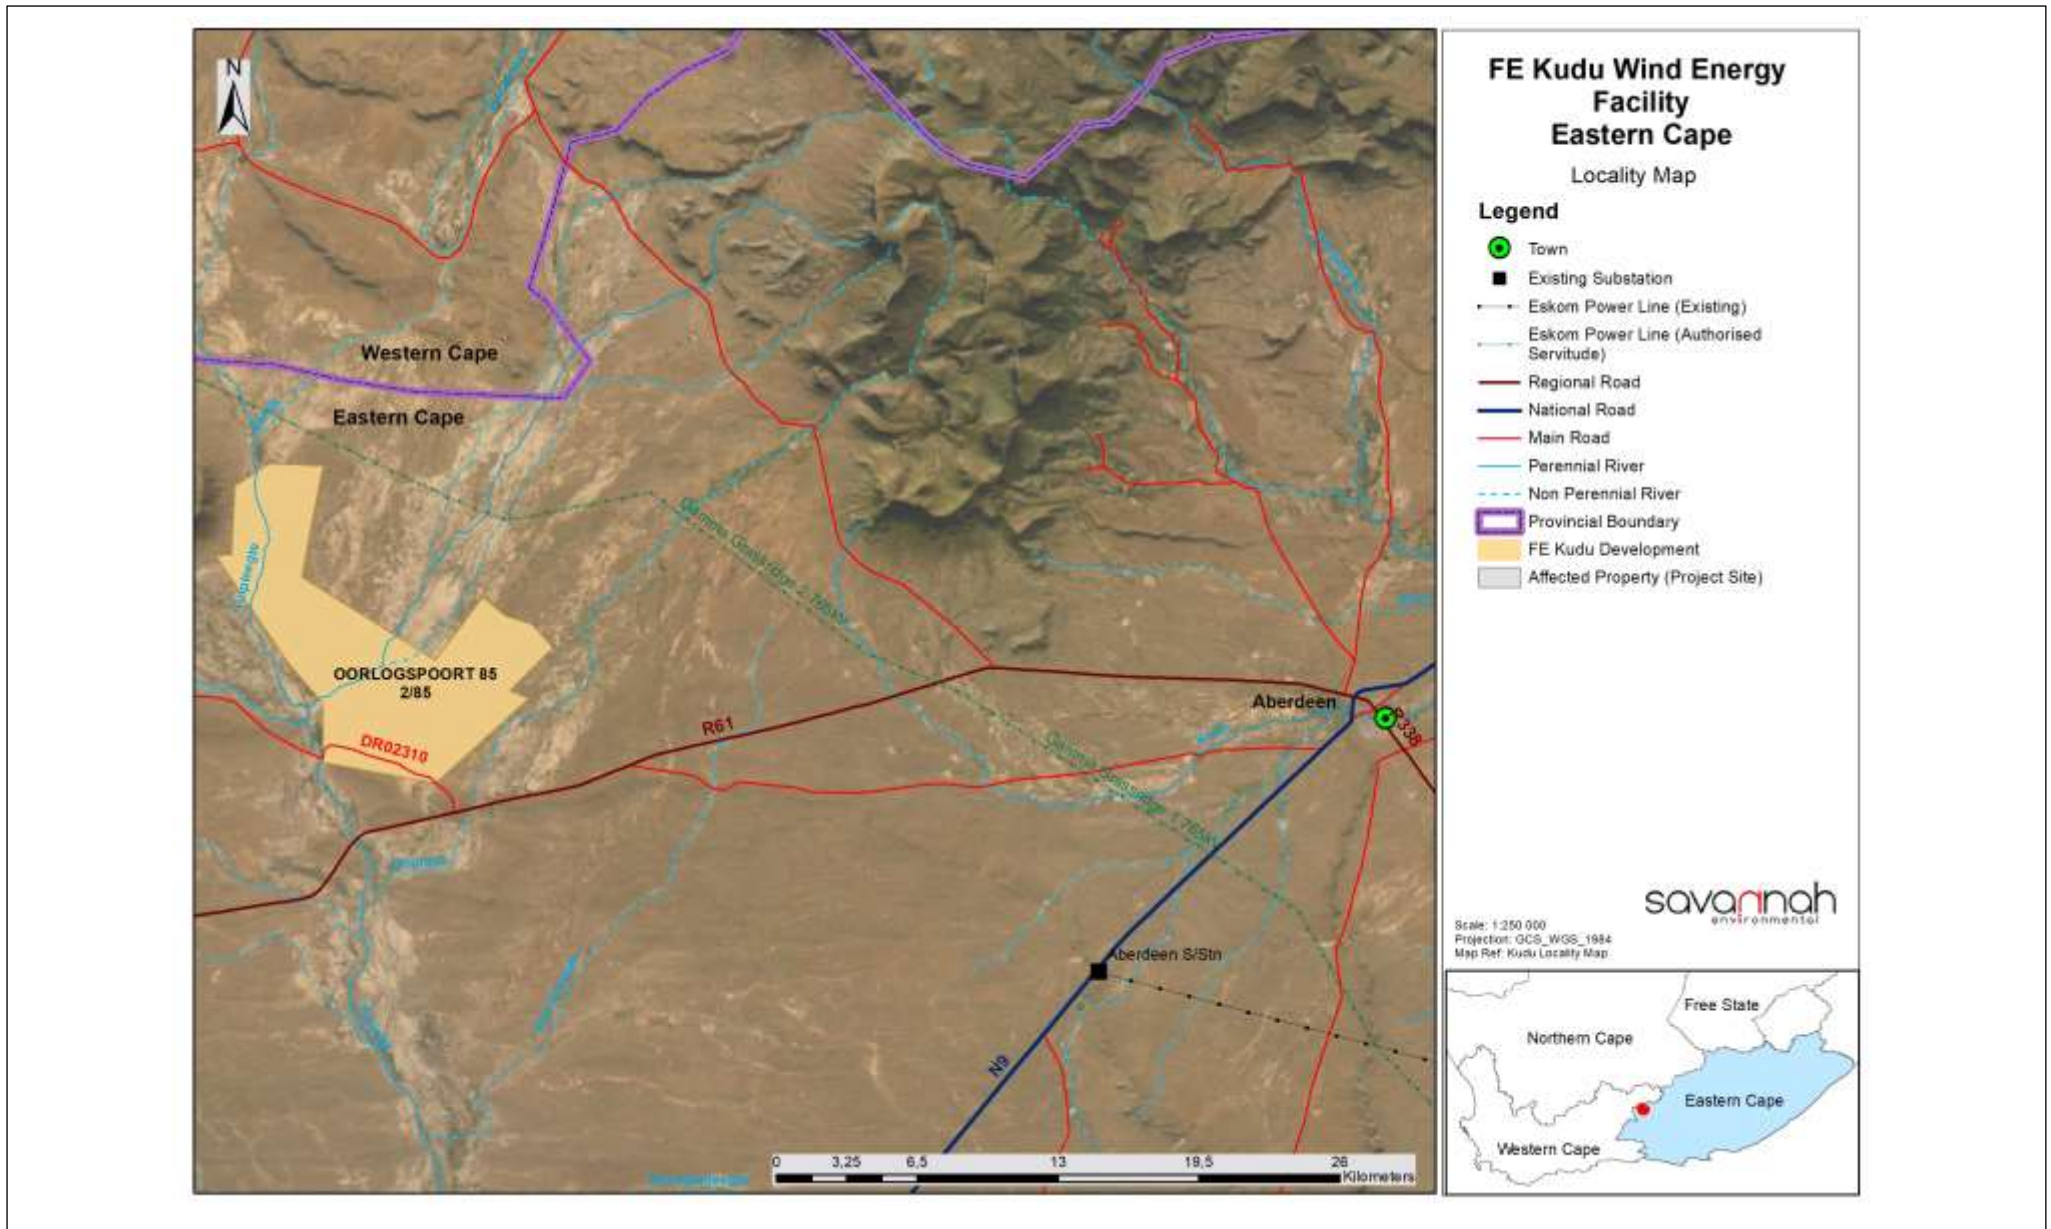 N
Western Cape
Eastern Cape
OORLOGSPOORT 85
2/85
DR02310
R61
Aberdeen
R338
Aberdeen S/Stn
N9
0 3,25 6,5 13 19,5 26
Kilometers
FE Kudu Wind Energy
Facility
Eastern Cape
Locality Map
Legend
Town
Existing Substation
Eskom Power Line (Existing)
Eskom Power Line (Authorised
Servitude)
Regional Road
National Road
Main Road
Perennial River
Non Perennial River
Provincial Boundary
FE Kudu Development
Affected Property (Project Site)
savannah
environmental
Scale: 1:250 000
Projection: GCS_WGS_1984
Map Ref: Kudu Locality Map
Free State
Northern Cape
Eastern Cape
Western Cape